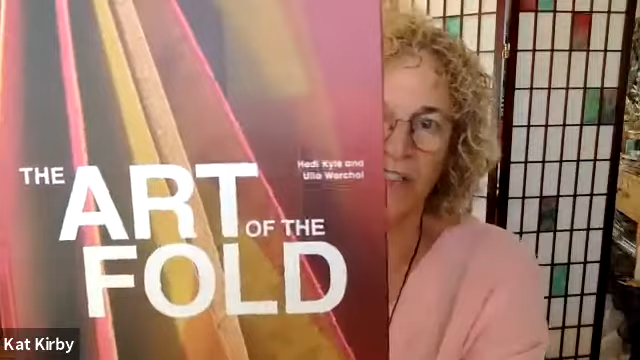 THE
ART
Hedi Kyle and
Ulla Warchol
OF THE
FOLD
Kat Kirby